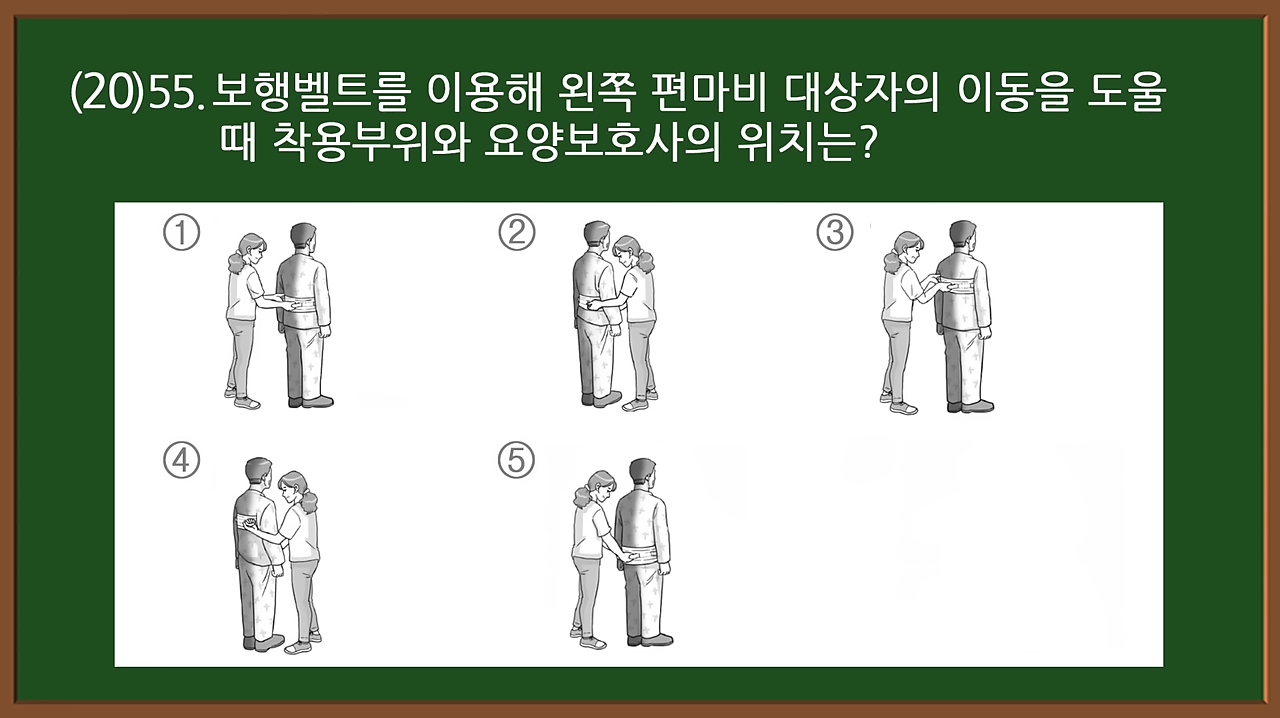 (20)55. 보행벨트를 이용해 왼쪽 편마비 대상자의 이동을 도울
때 착용부위와 요양보호사의 위치는?
① ② ③
④ ⑤